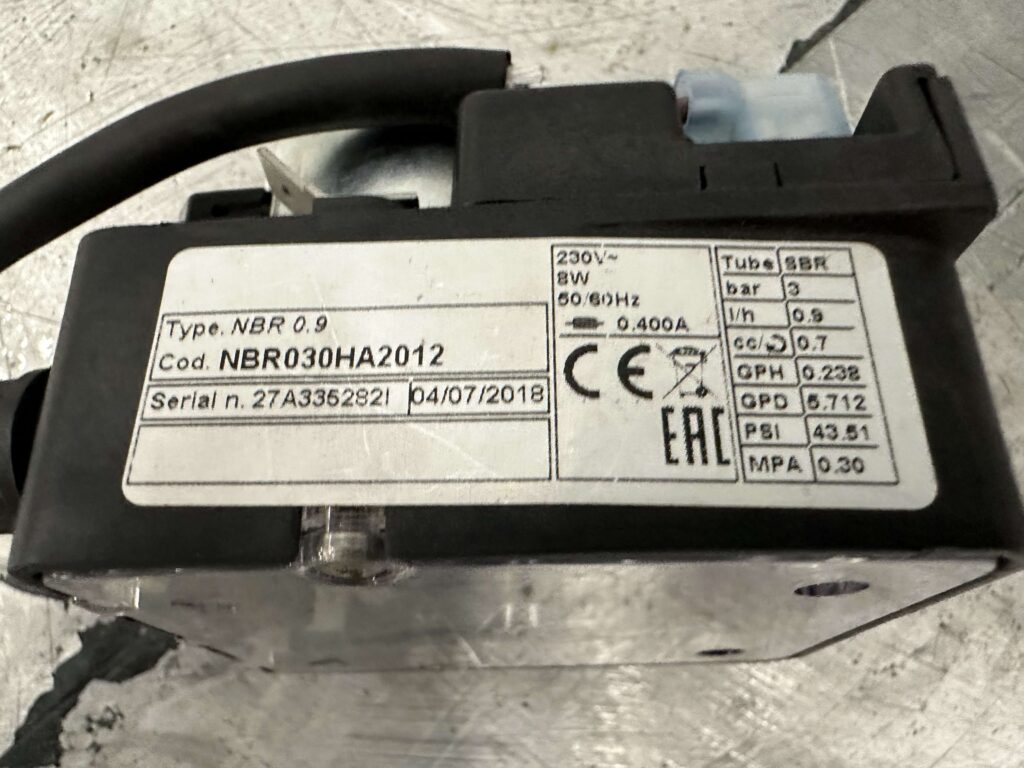 Type. NBR 0.9
Cod. NBR030HA2012
Serial n. 27A335282I 04/07/2018
230V~
8W
50/60Hz
0.400A
CE
EAC
Tube SBR
bar 3
l/h 0.9
cc/ 0.7
GPH 0.238
GPD 5.712
PSI 43.51
MPA 0.30